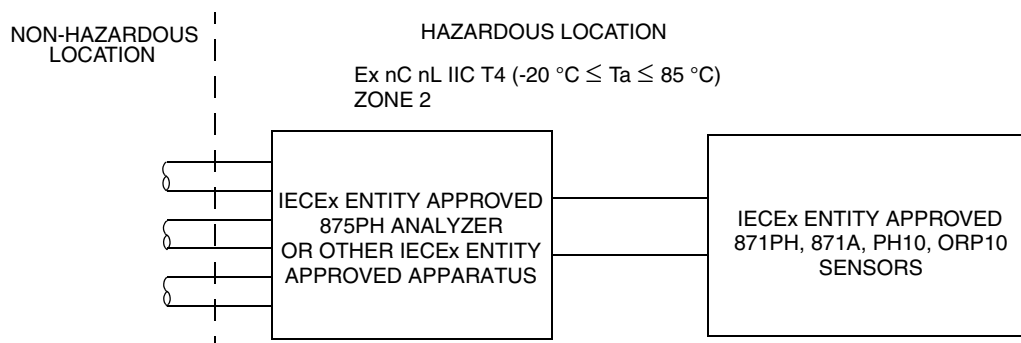 NON-HAZARDOUS
LOCATION
HAZARDOUS LOCATION
Ex nC nL IIC T4 (-20 °C ≤ Ta ≤ 85 °C)
ZONE 2
IECEx ENTITY APPROVED
875PH ANALYZER
OR OTHER IECEx ENTITY
APPROVED APPARATUS
IECEx ENTITY APPROVED
871PH, 871A, PH10, ORP10
SENSORS